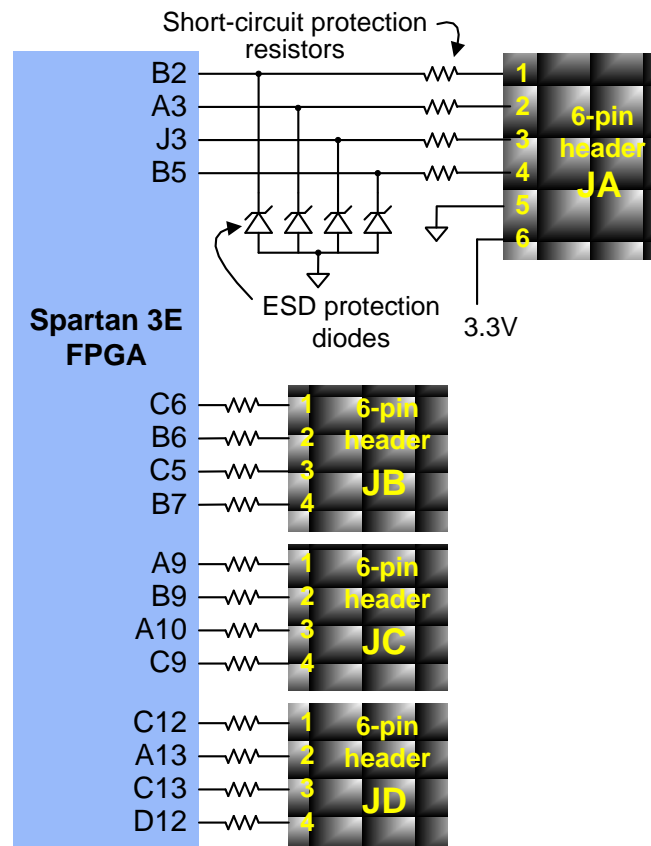 Short-circuit protection
resistors
B2
A3
J3
B5
1
2
3
4
5
6
6-pin
header
JA
ESD protection
diodes
3.3V
Spartan 3E
FPGA
C6
B6
C5
B7
1
2
3
4
6-pin
header
JB
A9
B9
A10
C9
1
2
3
4
6-pin
header
JC
C12
A13
C13
D12
1
2
3
4
6-pin
header
JD